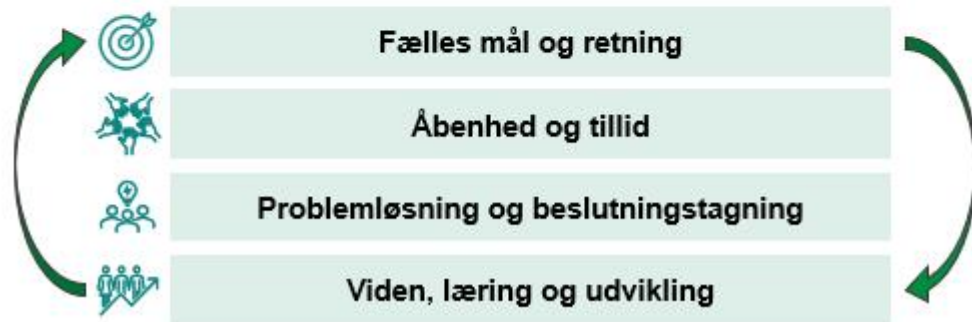 Fælles mål og retning
Åbenhed og tillid
Problemløsning og beslutningstagning
Viden, læring og udvikling